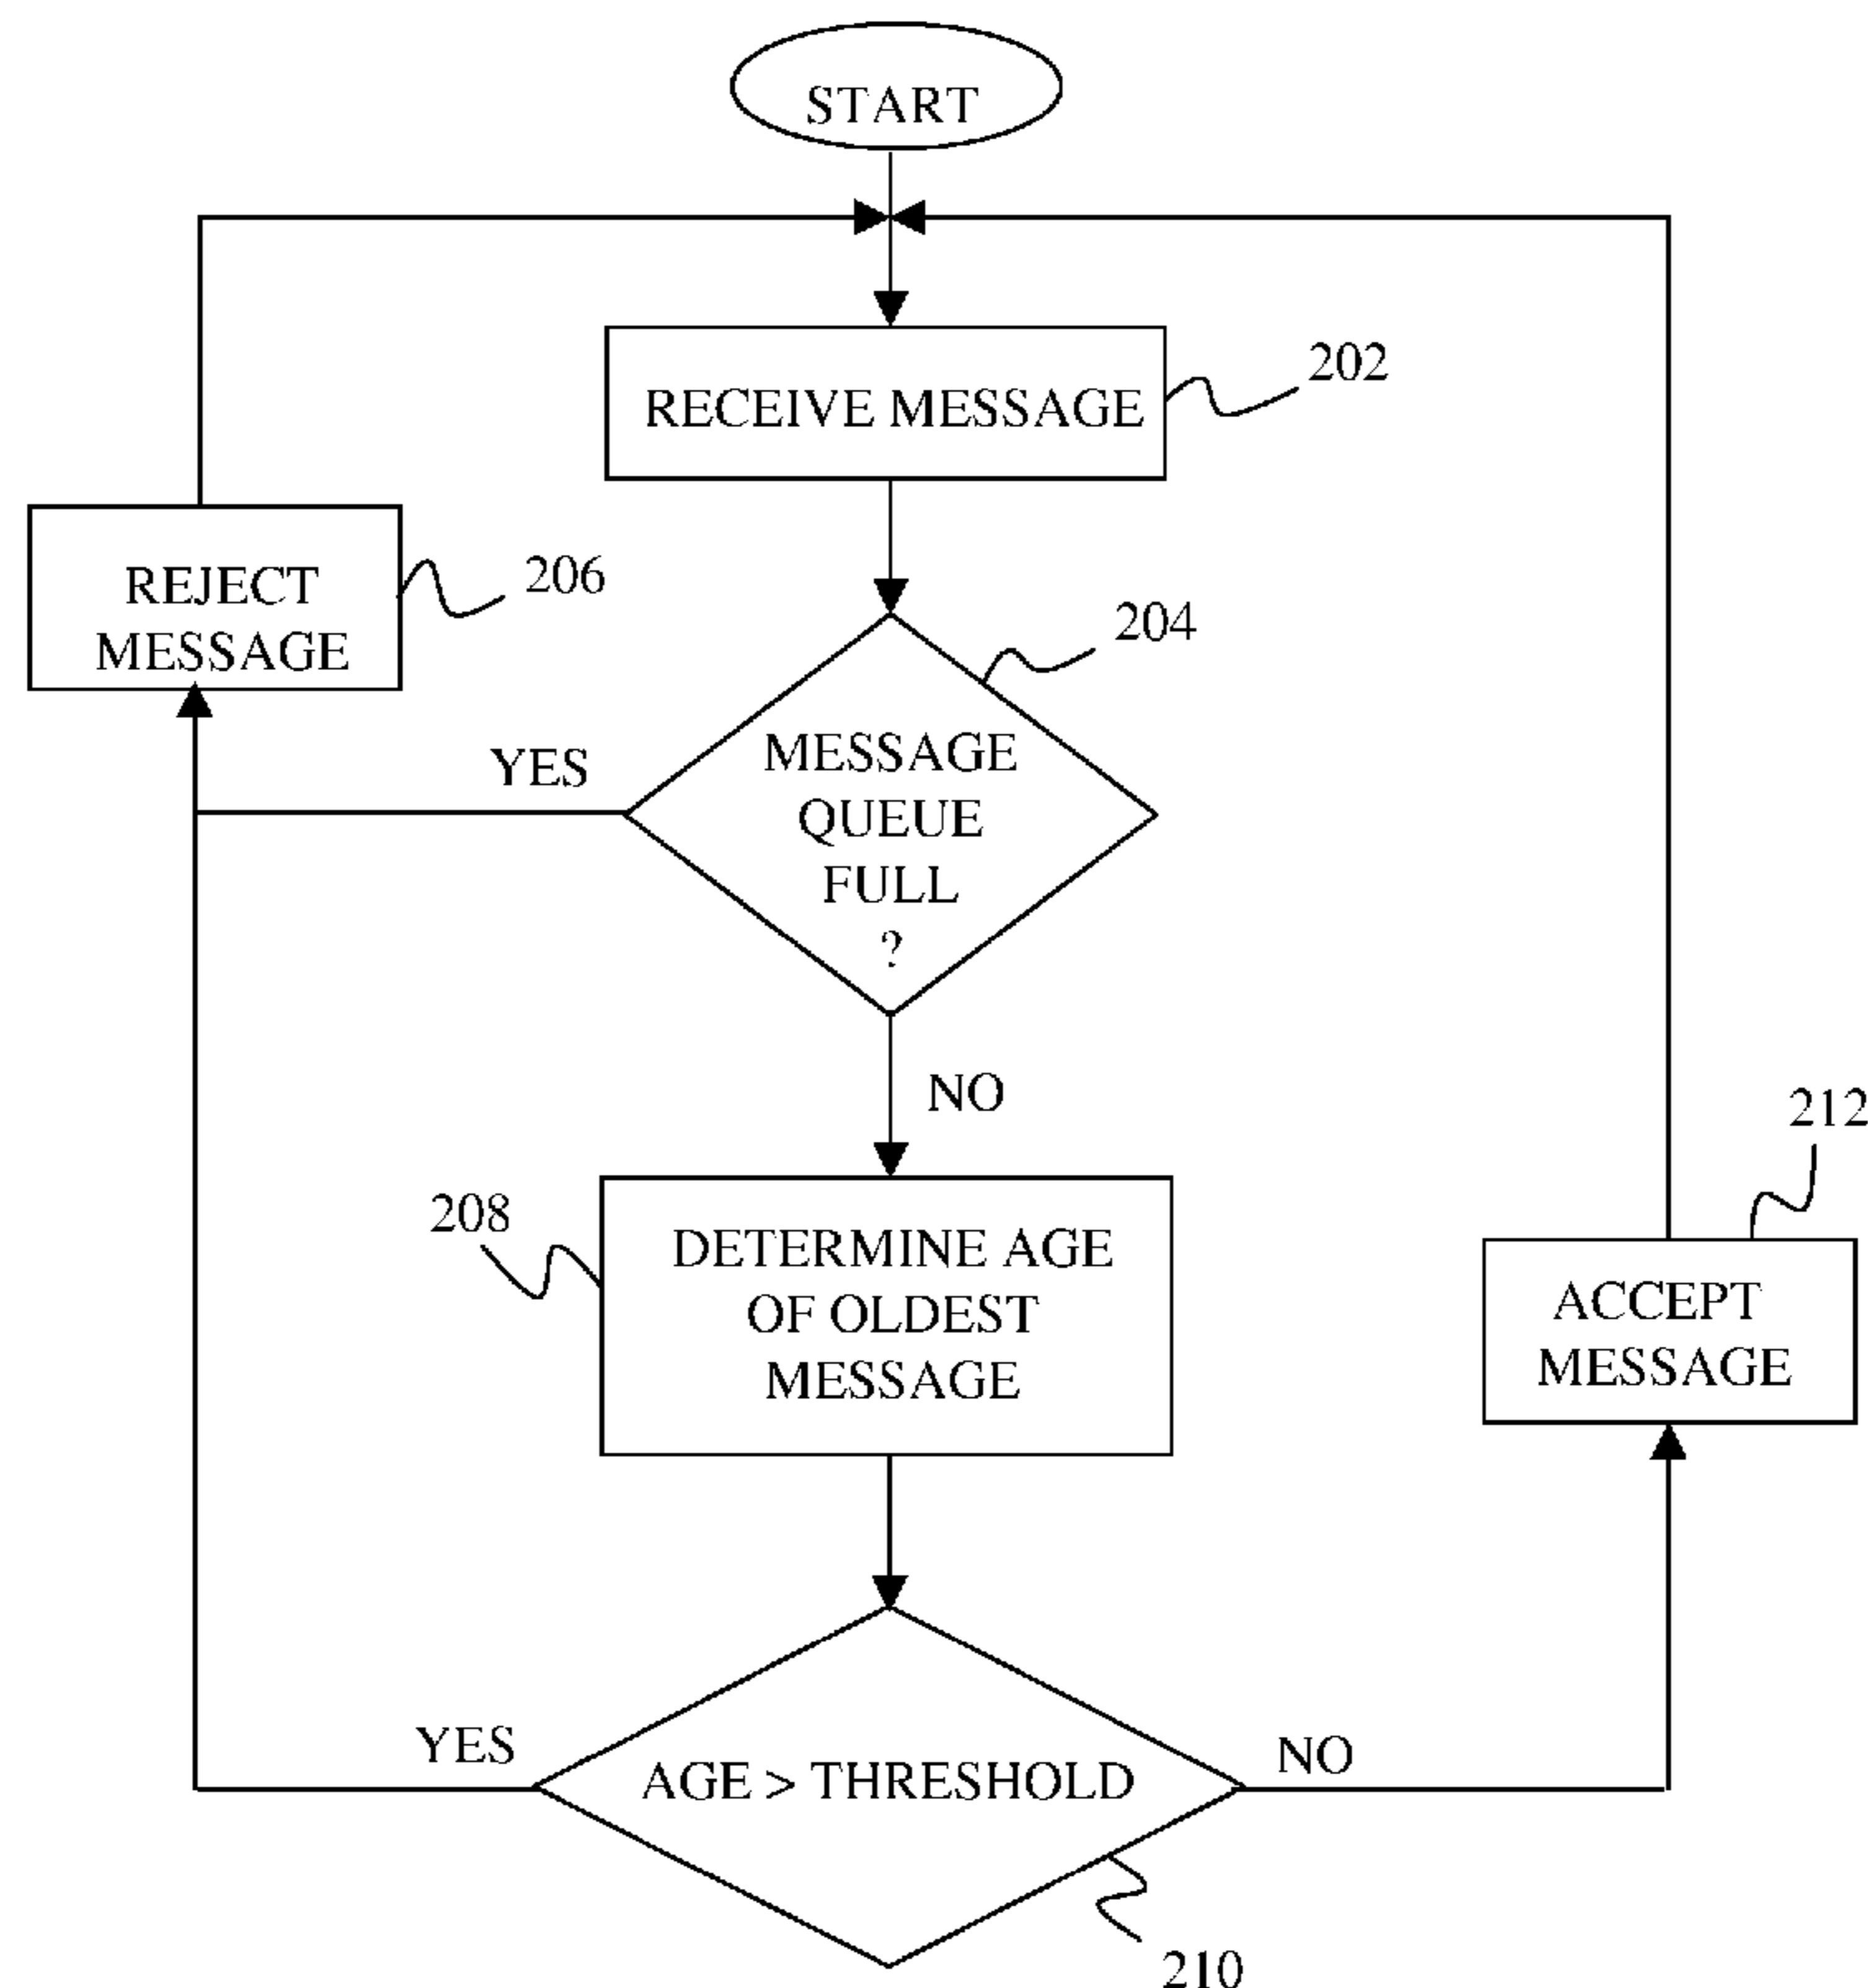 START
RECEIVE MESSAGE
202
REJECT
MESSAGE
206
204
MESSAGE
QUEUE
FULL
?
YES
NO
208
DETERMINE AGE
OF OLDEST
MESSAGE
212
ACCEPT
MESSAGE
YES
AGE > THRESHOLD
NO
210